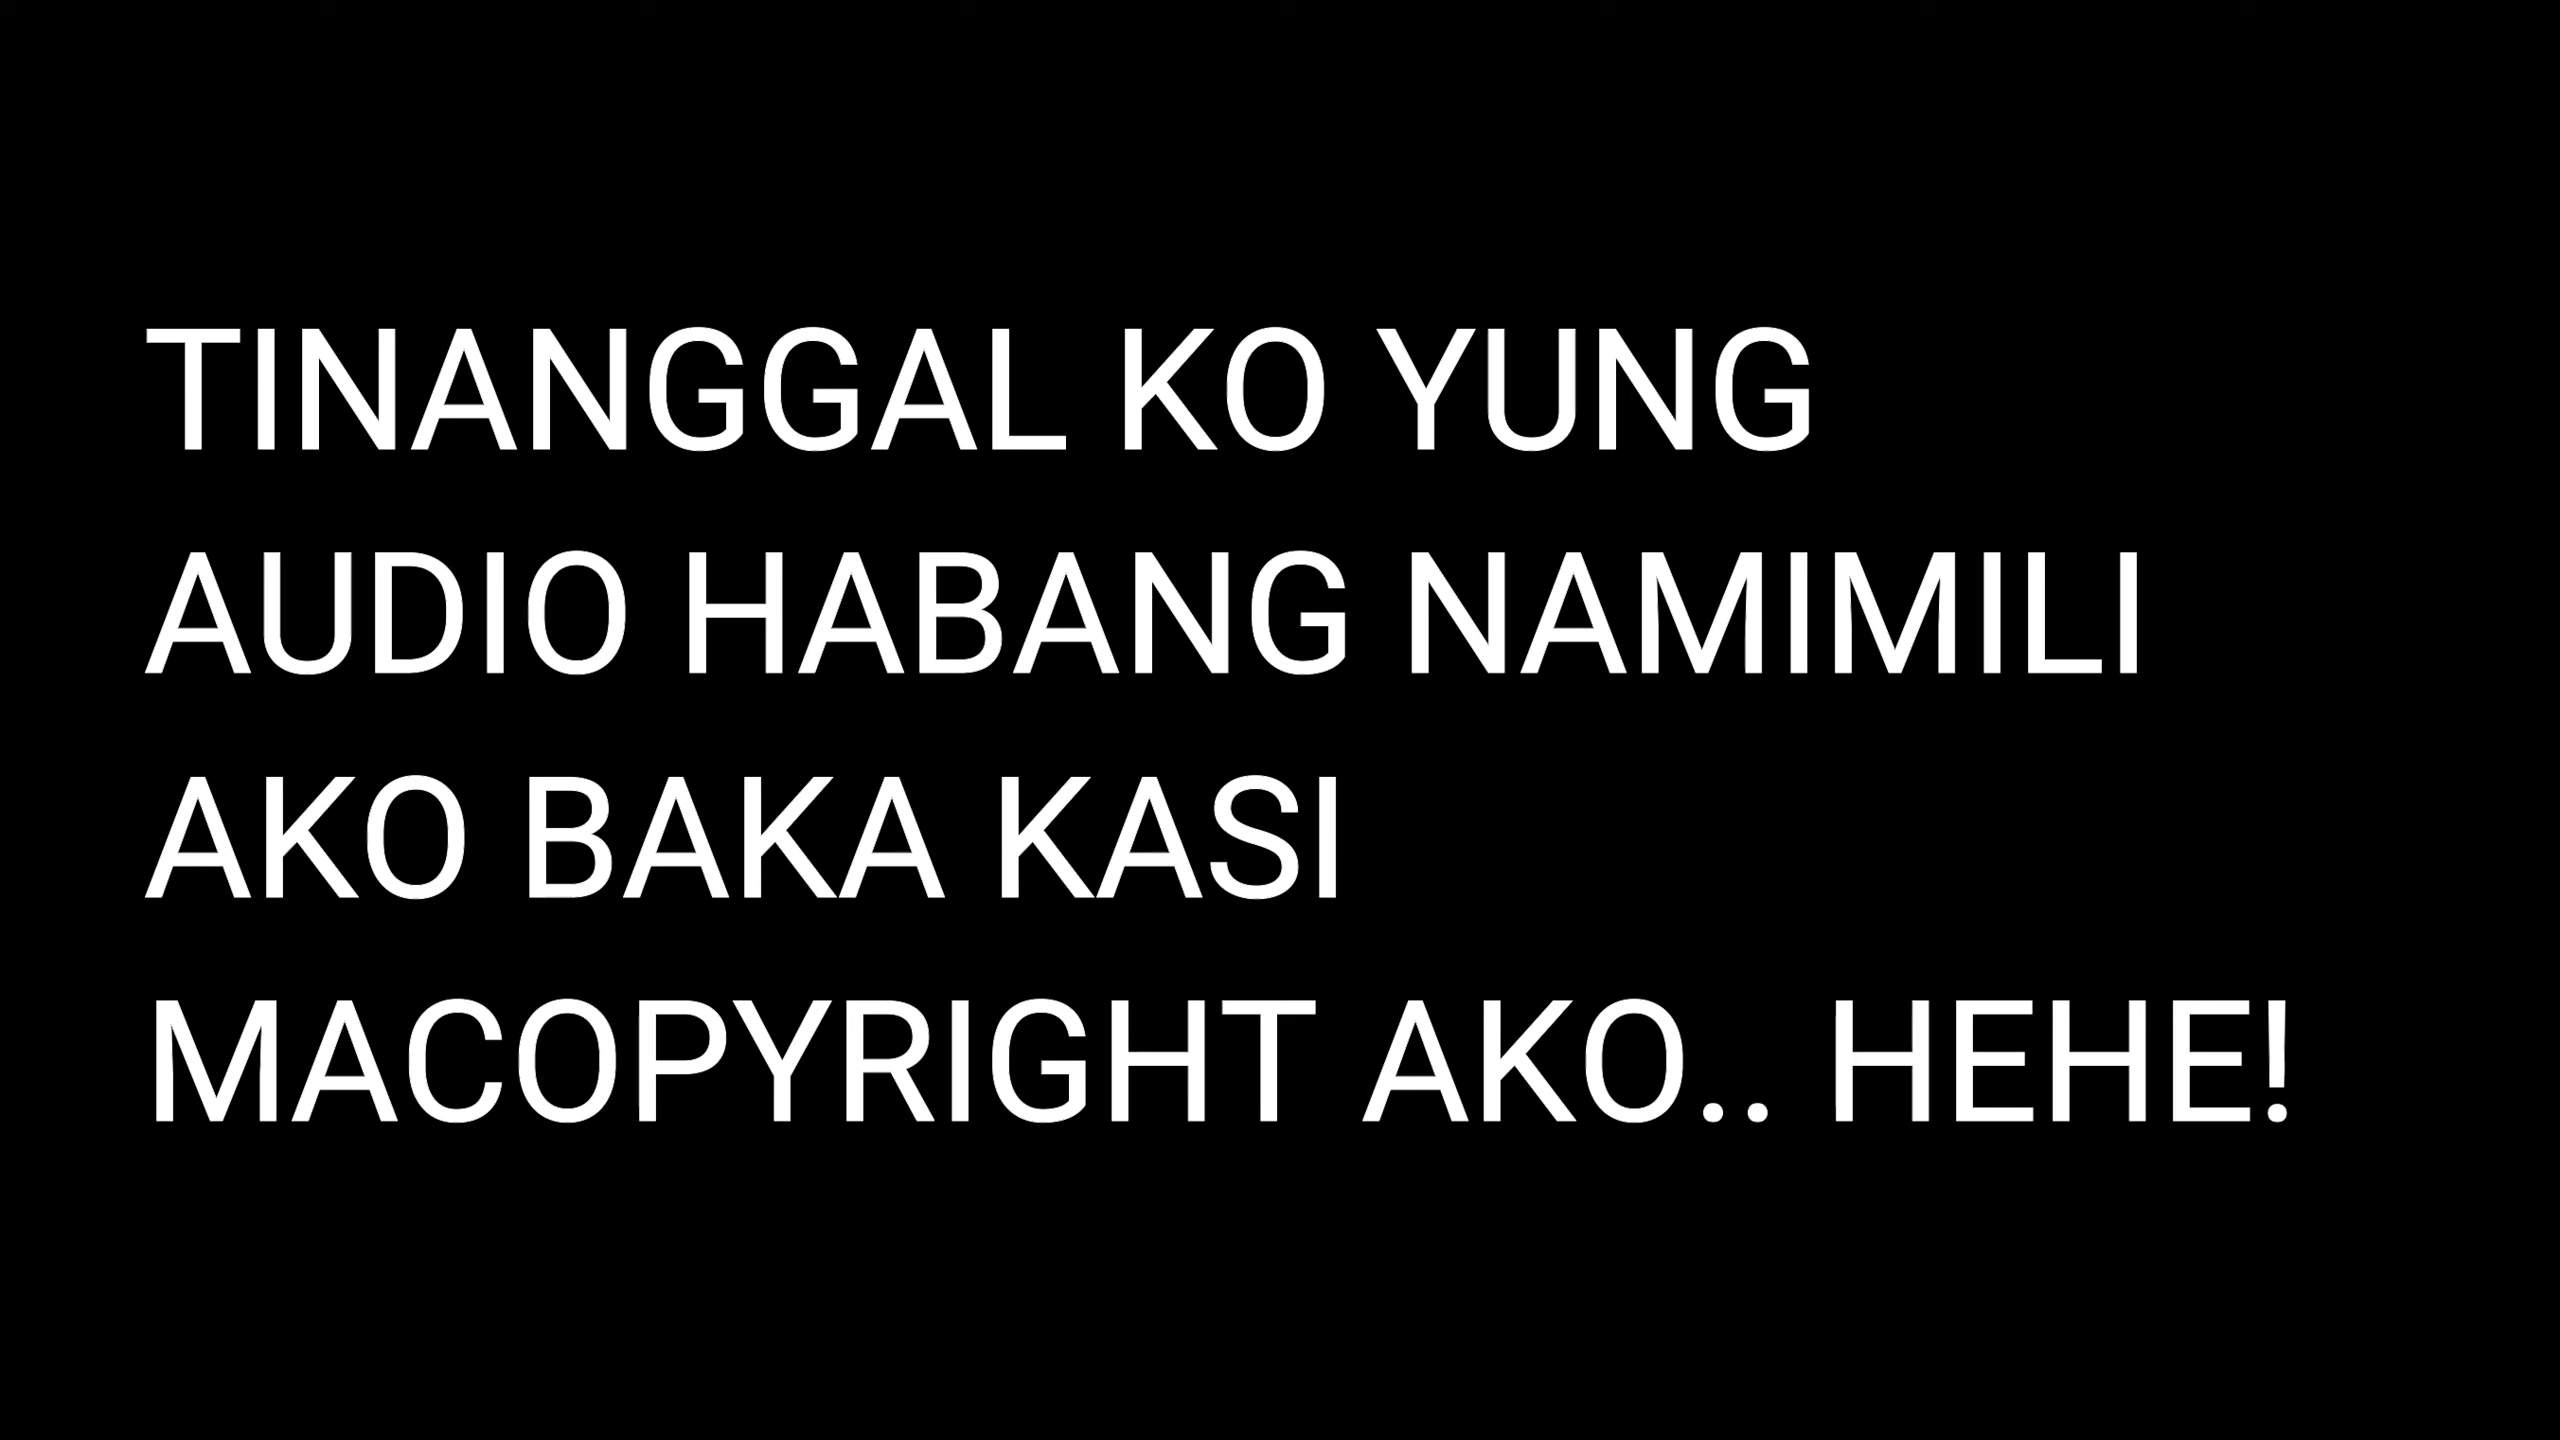 TINANGGAL KO YUNG
AUDIO HABANG NAMIMILI
AKO BAKA KASI
MACOPYRIGHT AKO.. HEHE!